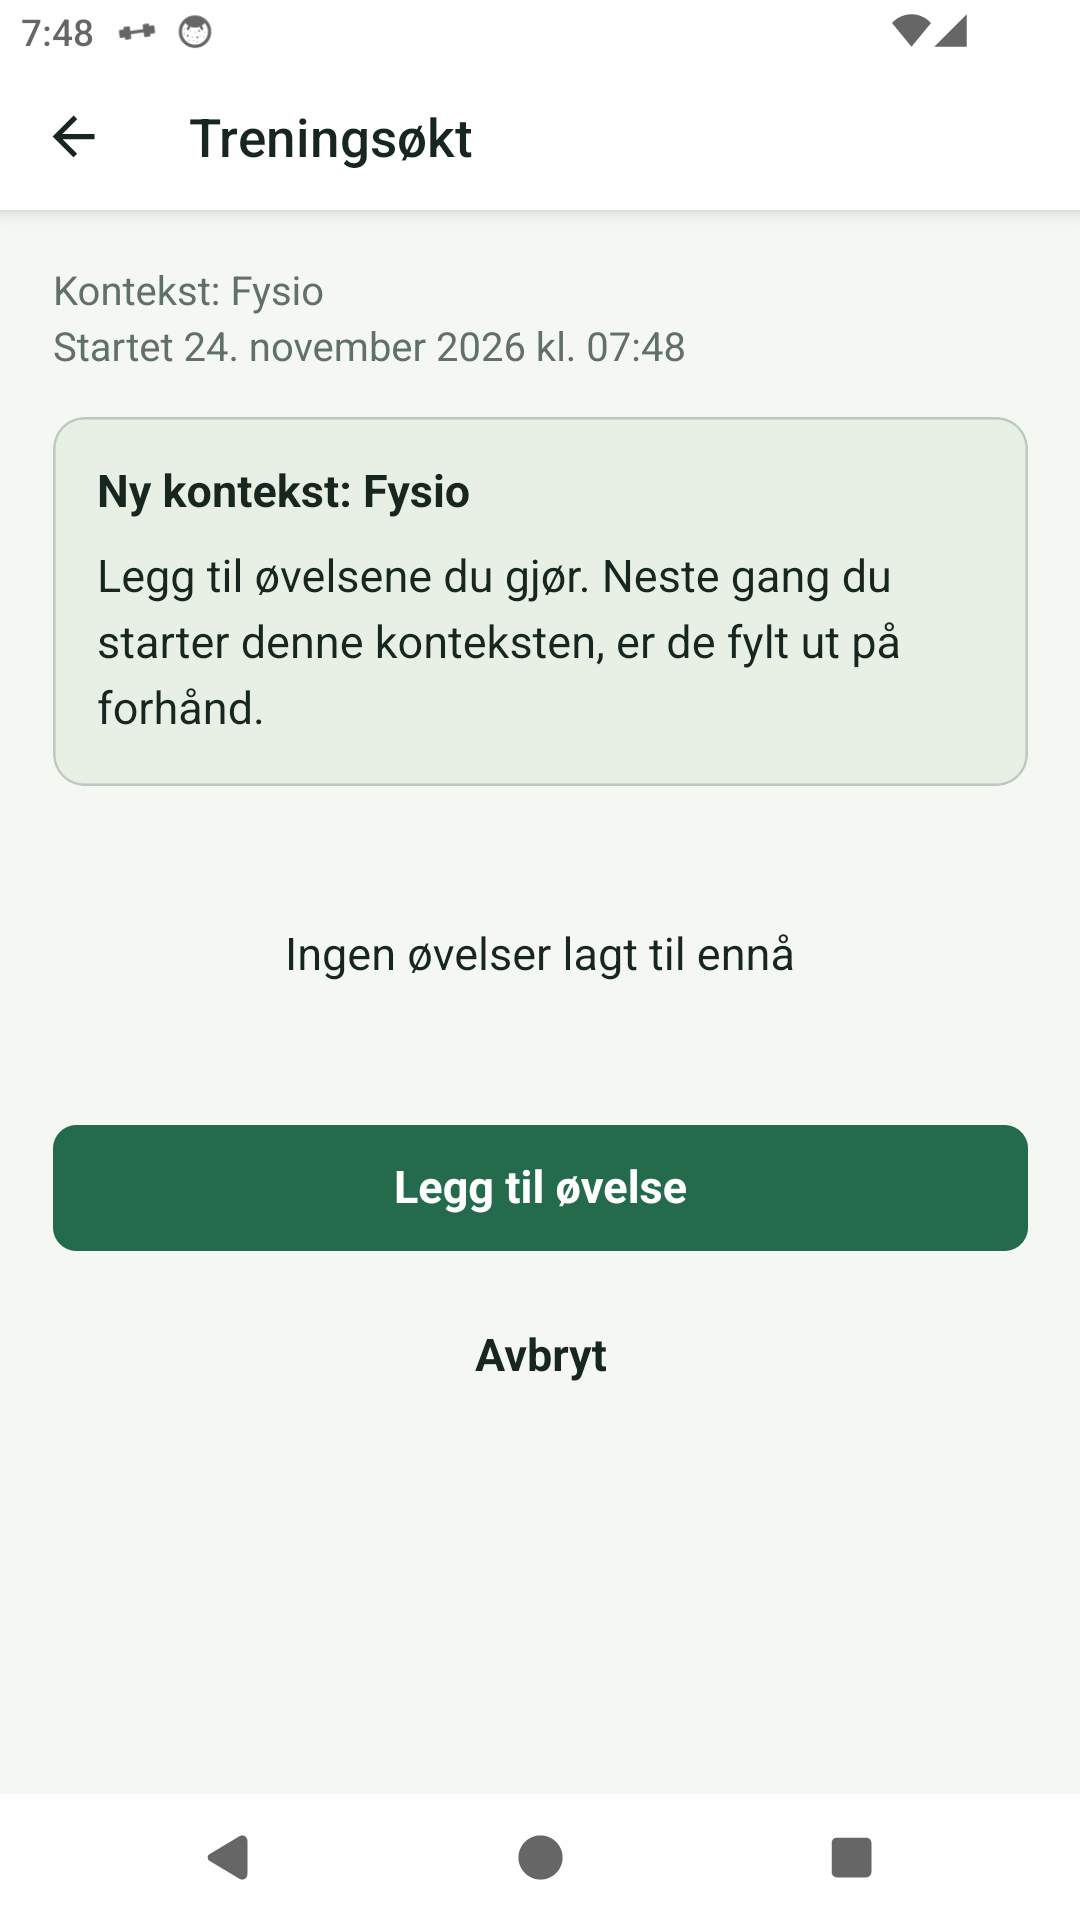 7:48
Treningsøkt
Kontekst: Fysio
Startet 24. november 2026 kl. 07:48
Ny kontekst: Fysio
Legg til øvelsene du gjør. Neste gang du
starter denne konteksten, er de fylt ut på
forhånd.
Ingen øvelser lagt til ennå
Legg til øvelse
Avbryt